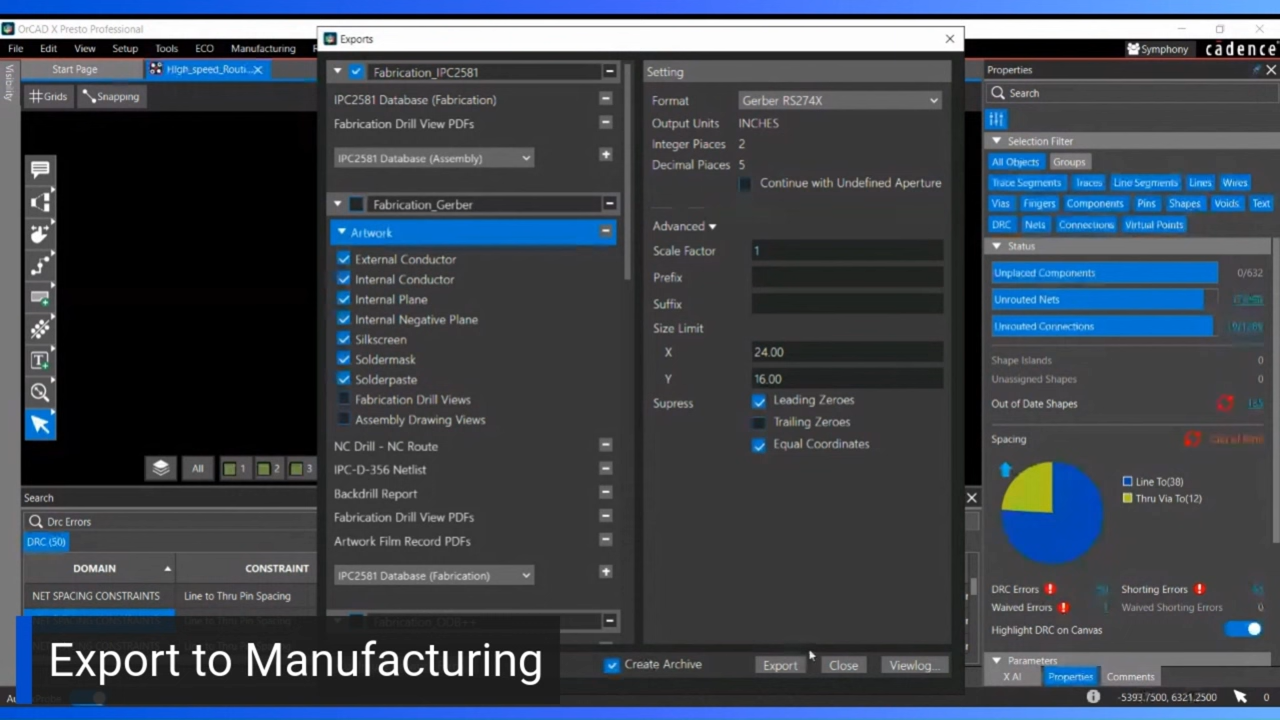 OrCAD X Presto Professional
File Edit View Setup Tools ECO Manufacturing
Symphony cādence
Start Page
High_speed_Routi...
Visibility
Grids Snapping
Exports
Fabrication_IPC2581
IPC2581 Database (Fabrication)
Fabrication Drill View PDFs
IPC2581 Database (Assembly)
Fabrication_Gerber
Artwork
External Conductor
Internal Conductor
Internal Plane
Internal Negative Plane
Silkscreen
Soldermask
Solderpaste
Fabrication Drill Views
Assembly Drawing Views
NC Drill - NC Route
IPC-D-356 Netlist
Backdrill Report
Fabrication Drill View PDFs
Artwork Film Record PDFs
IPC2581 Database (Fabrication)
Fabrication_ODB++
Setting
Format Gerber RS274X
Output Units INCHES
Integer Places 2
Decimal Places 5
Continue with Undefined Aperture
Advanced
Scale Factor 1
Prefix
Suffix
Size Limit
X 24.00
Y 16.00
Supress Leading Zeroes
Trailing Zeroes
Equal Coordinates
Create Archive Export Close Viewlog...
Properties
Search
Selection Filter
All Objects Groups
Trace Segments Traces Line Segments Lines Wires
Vias Fingers Components Pins Shapes Voids Text
DRC Nets Connections Virtual Points
Status
Unplaced Components 0/632
Unrouted Nets
Unrouted Connections
Shape Islands 0
Unassigned Shapes 0
Out of Date Shapes
Spacing
Line To(38)
Thru Via To(12)
DRC Errors Shorting Errors
Waived Errors 1 Waived Shorting Errors 0
Highlight DRC on Canvas
Parameters
X AI Properties Comments
-5393.7500, 6321.2500 0
All 1 2 3
Search
Drc Errors
DRC (50)
DOMAIN CONSTRAINT
NET SPACING CONSTRAINTS Line to Thru Pin Spacing
Export to Manufacturing